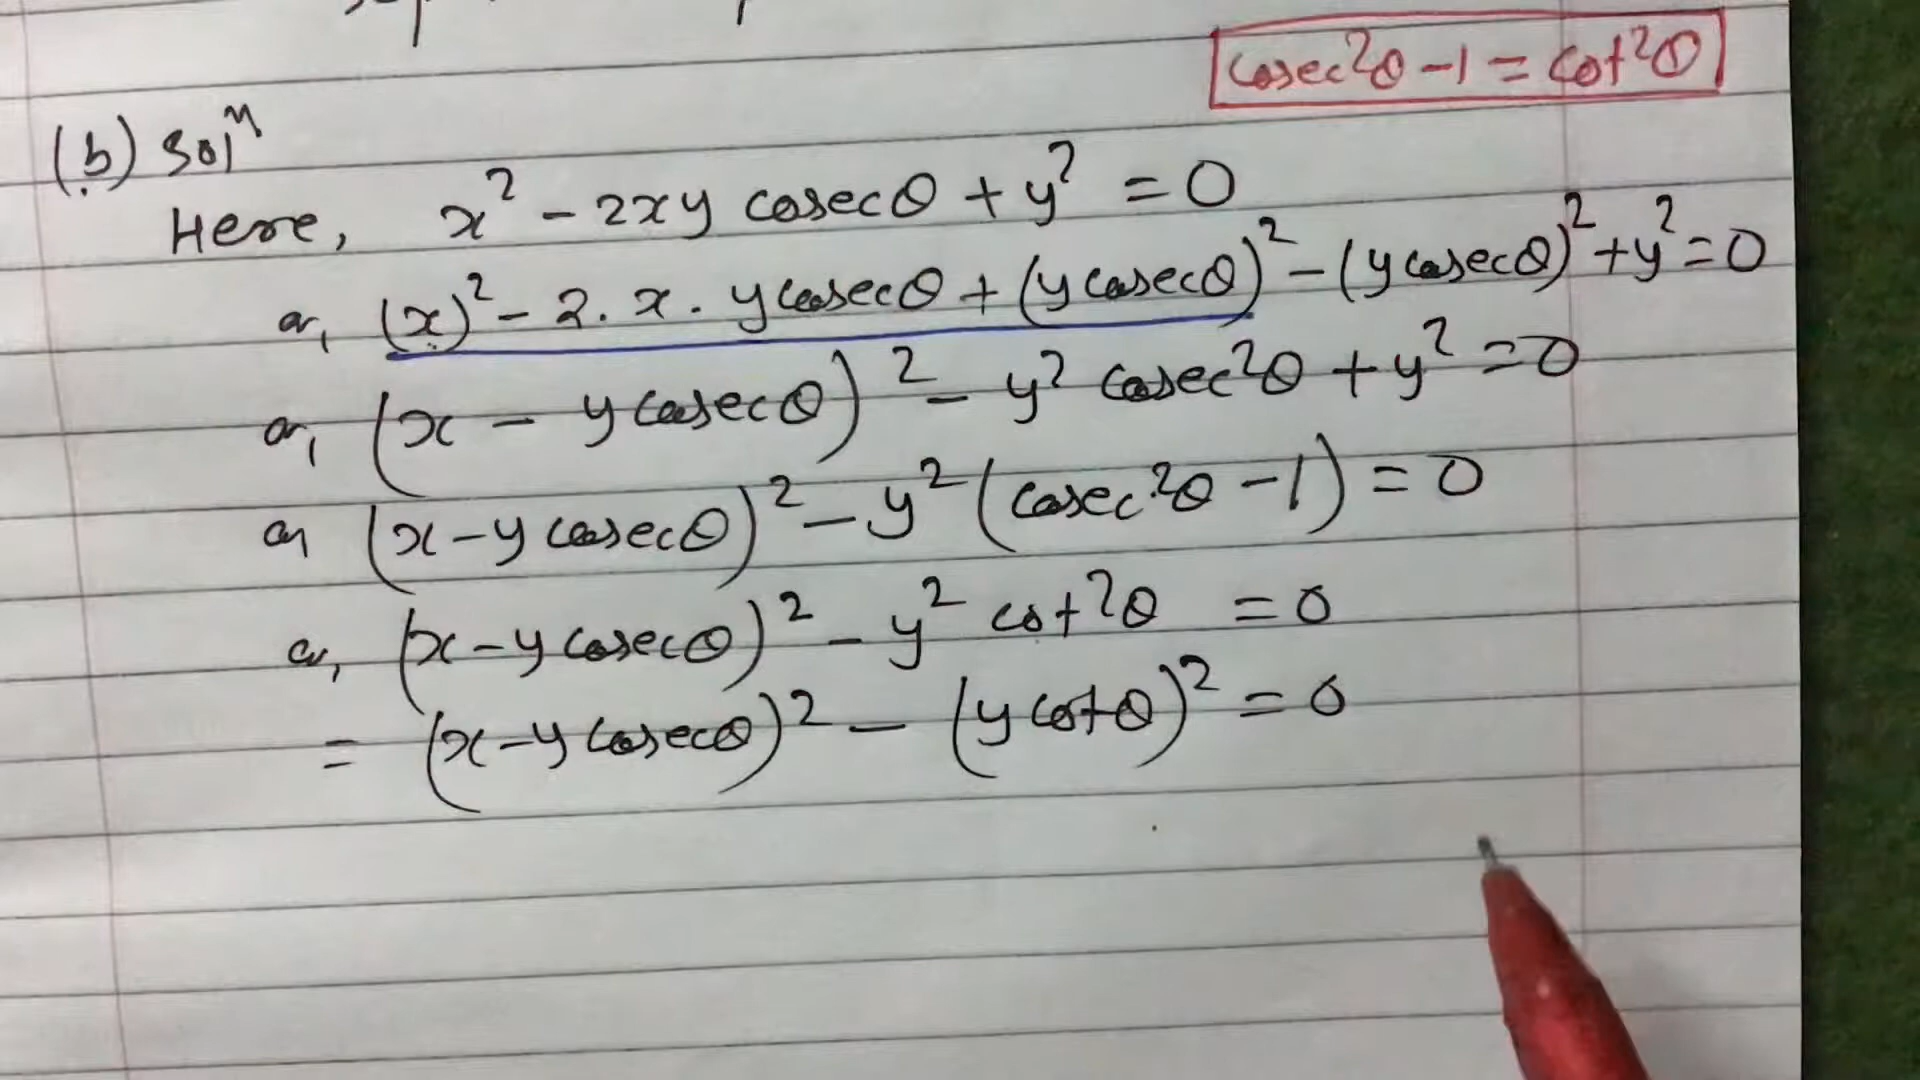 cosec²θ - 1 = cot²θ
(b) Solⁿ
Here, x² - 2xy cosecθ + y² = 0
or, (x)² - 2. x. y cosecθ + (y cosecθ)² - (y cosecθ)² + y² = 0
or, (x - y cosecθ)² - y² cosec²θ + y² = 0
or, (x - y cosecθ)² - y² (cosec²θ - 1) = 0
or, (x - y cosecθ)² - y² cot²θ = 0
= (x - y cosecθ)² - (y cotθ)² = 0